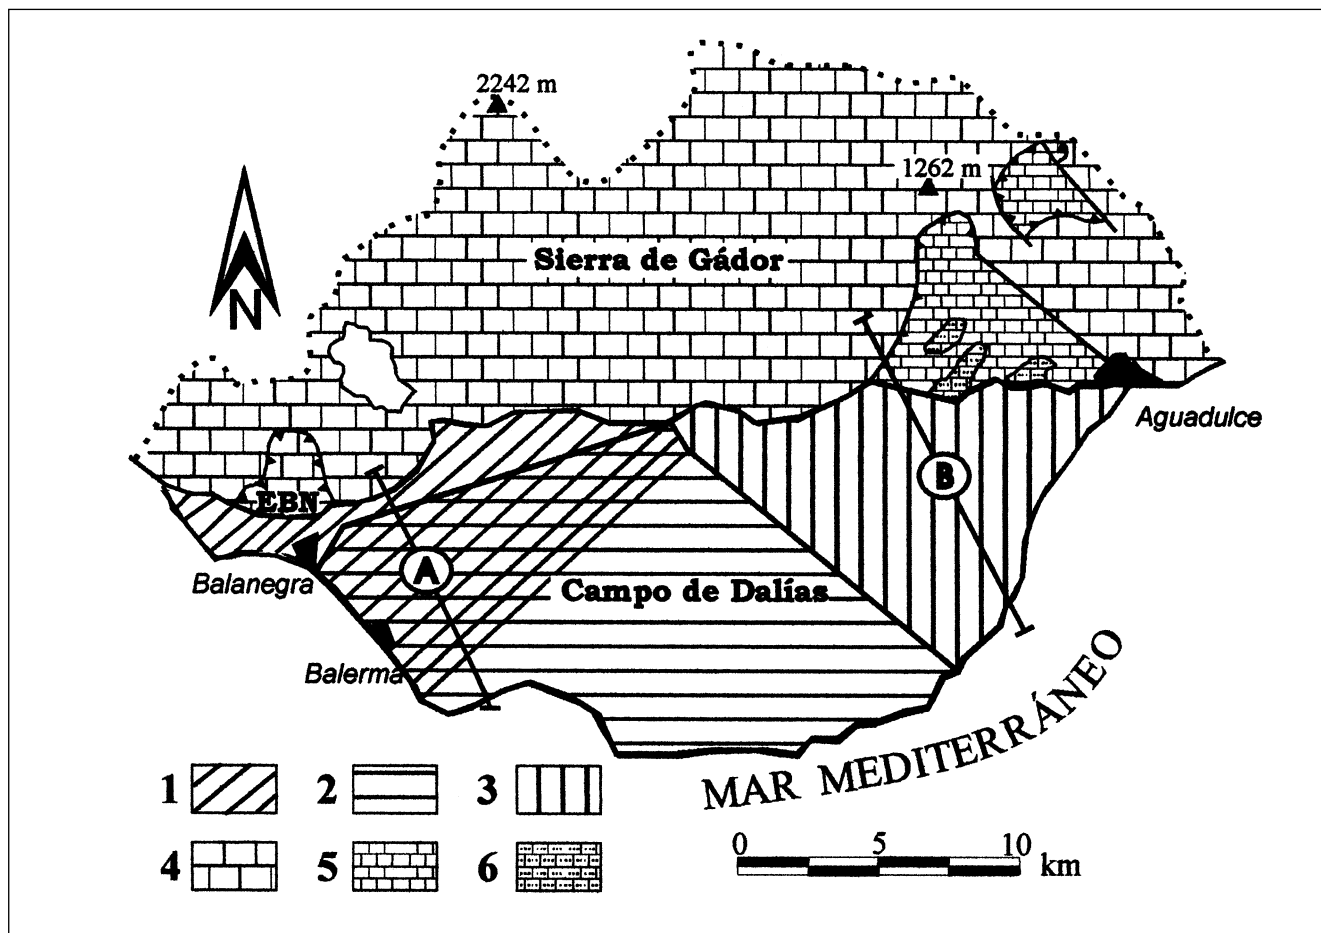 2242 m
1262 m
Sierra de Gádor
N
Aguadulce
EBN
B
Balanegra
A
Campo de Dalías
Balerma
MAR MEDITERRÁNEO
1 2 3
4 5 6
0 5 10
km